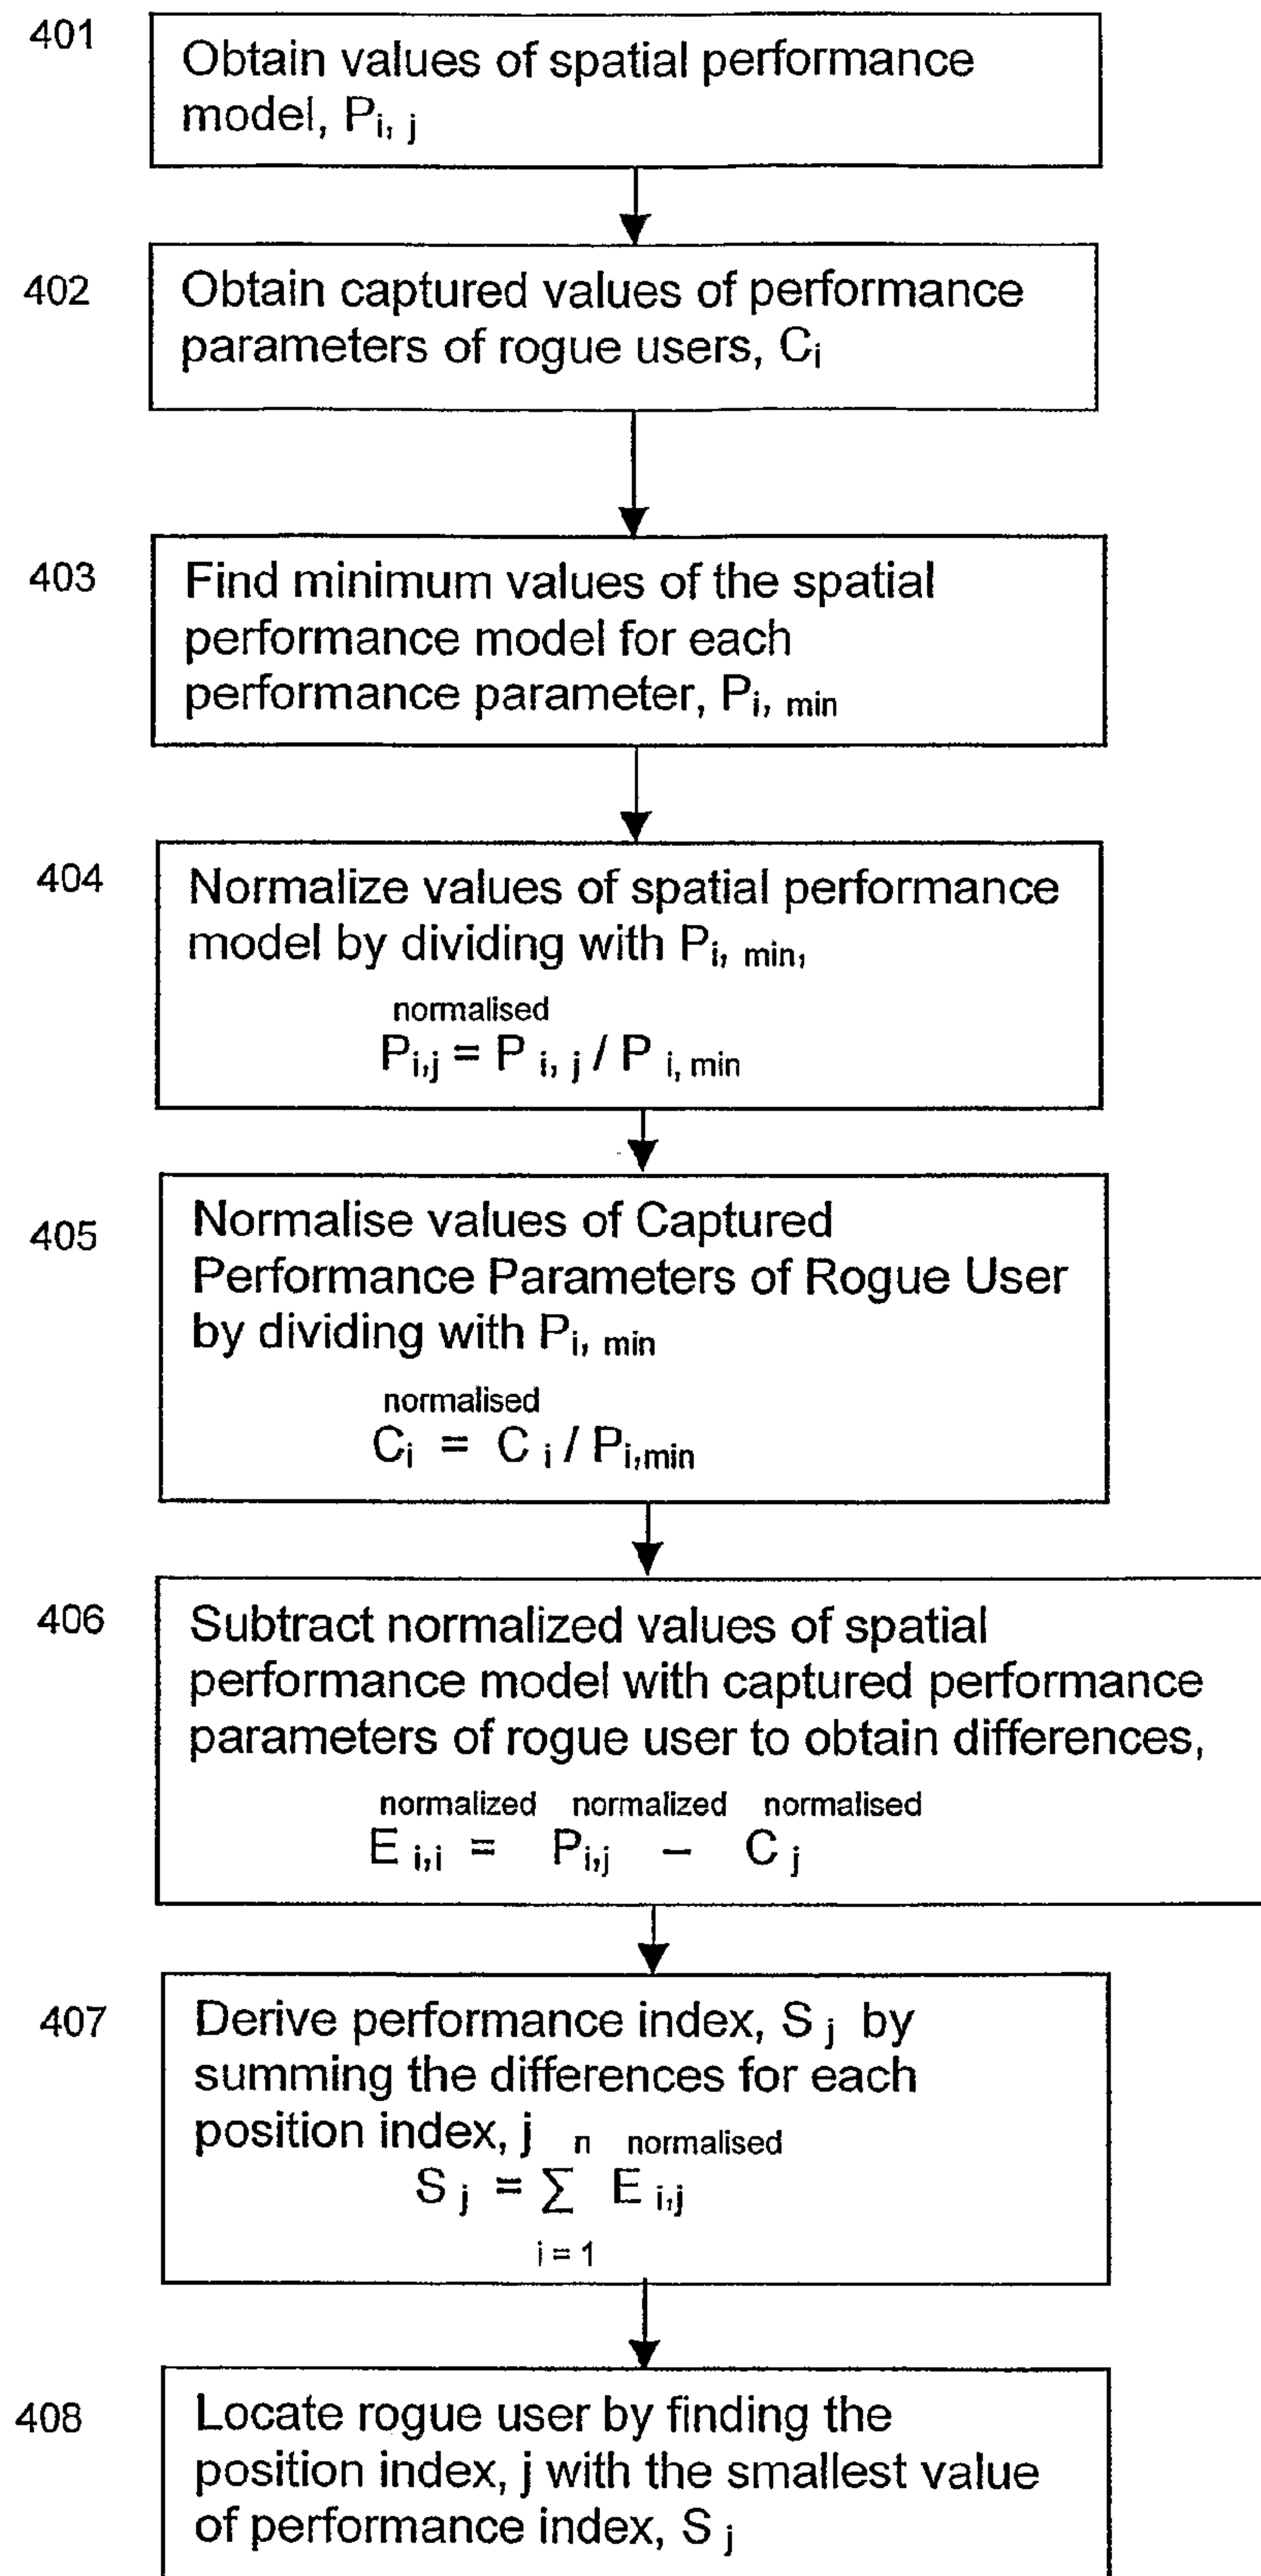 401
Obtain values of spatial performance
model, Pi, j
402
Obtain captured values of performance
parameters of rogue users, Ci
403
Find minimum values of the spatial
performance model for each
performance parameter, Pi, min
404
Normalize values of spatial performance
model by dividing with Pi, min,
normalised
Pi,j = P i, j / P i, min
405
Normalise values of Captured
Performance Parameters of Rogue User
by dividing with Pi, min
normalised
Ci = C i / Pi,min
406
Subtract normalized values of spatial
performance model with captured performance
parameters of rogue user to obtain differences,
normalized normalized normalised
E i,i = Pi,j – C j
407
Derive performance index, S j by
summing the differences for each
position index, j n normalised
S j = ∑ E i,j
i = 1
408
Locate rogue user by finding the
position index, j with the smallest value
of performance index, S j